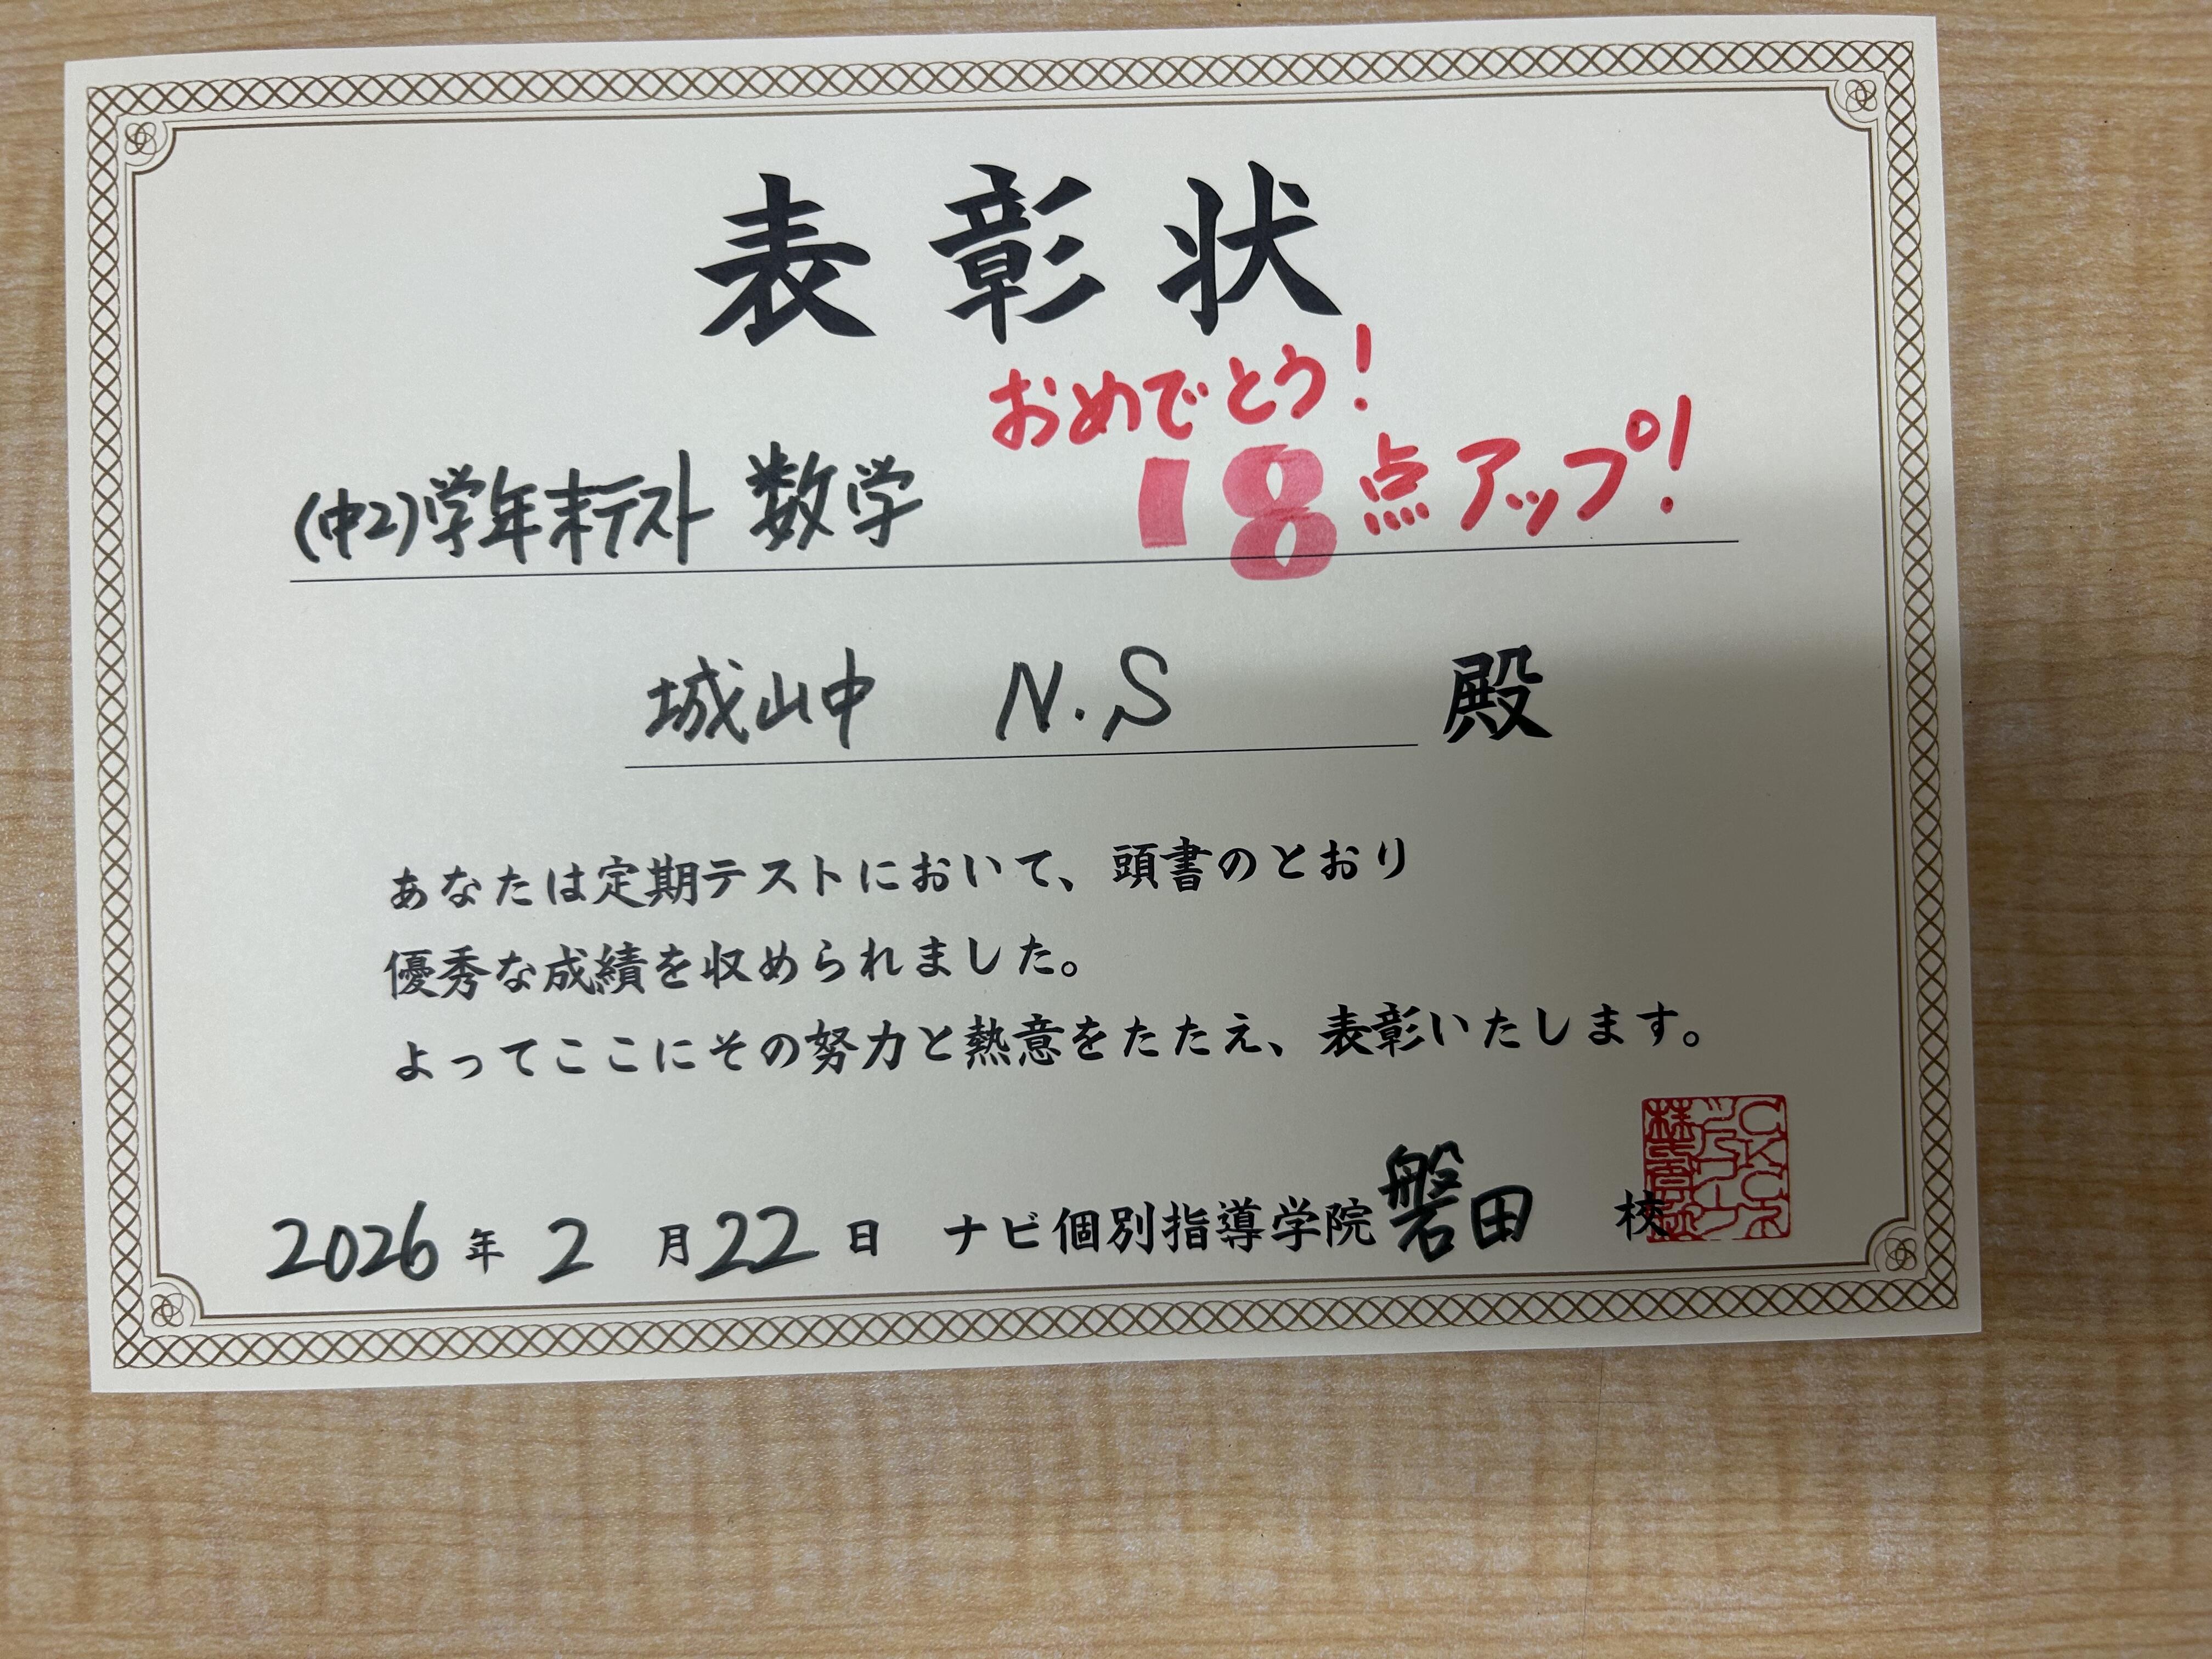 表彰状
おめでとう!
(中2)学年末テスト 数学 18点アップ!
城山中 N.S 殿
あなたは定期テストにおいて、頭書のとおり
優秀な成績を収められました。
よってここにその努力と熱意をたたえ、表彰いたします。
2026年2月22日 ナビ個別指導学院磐田校